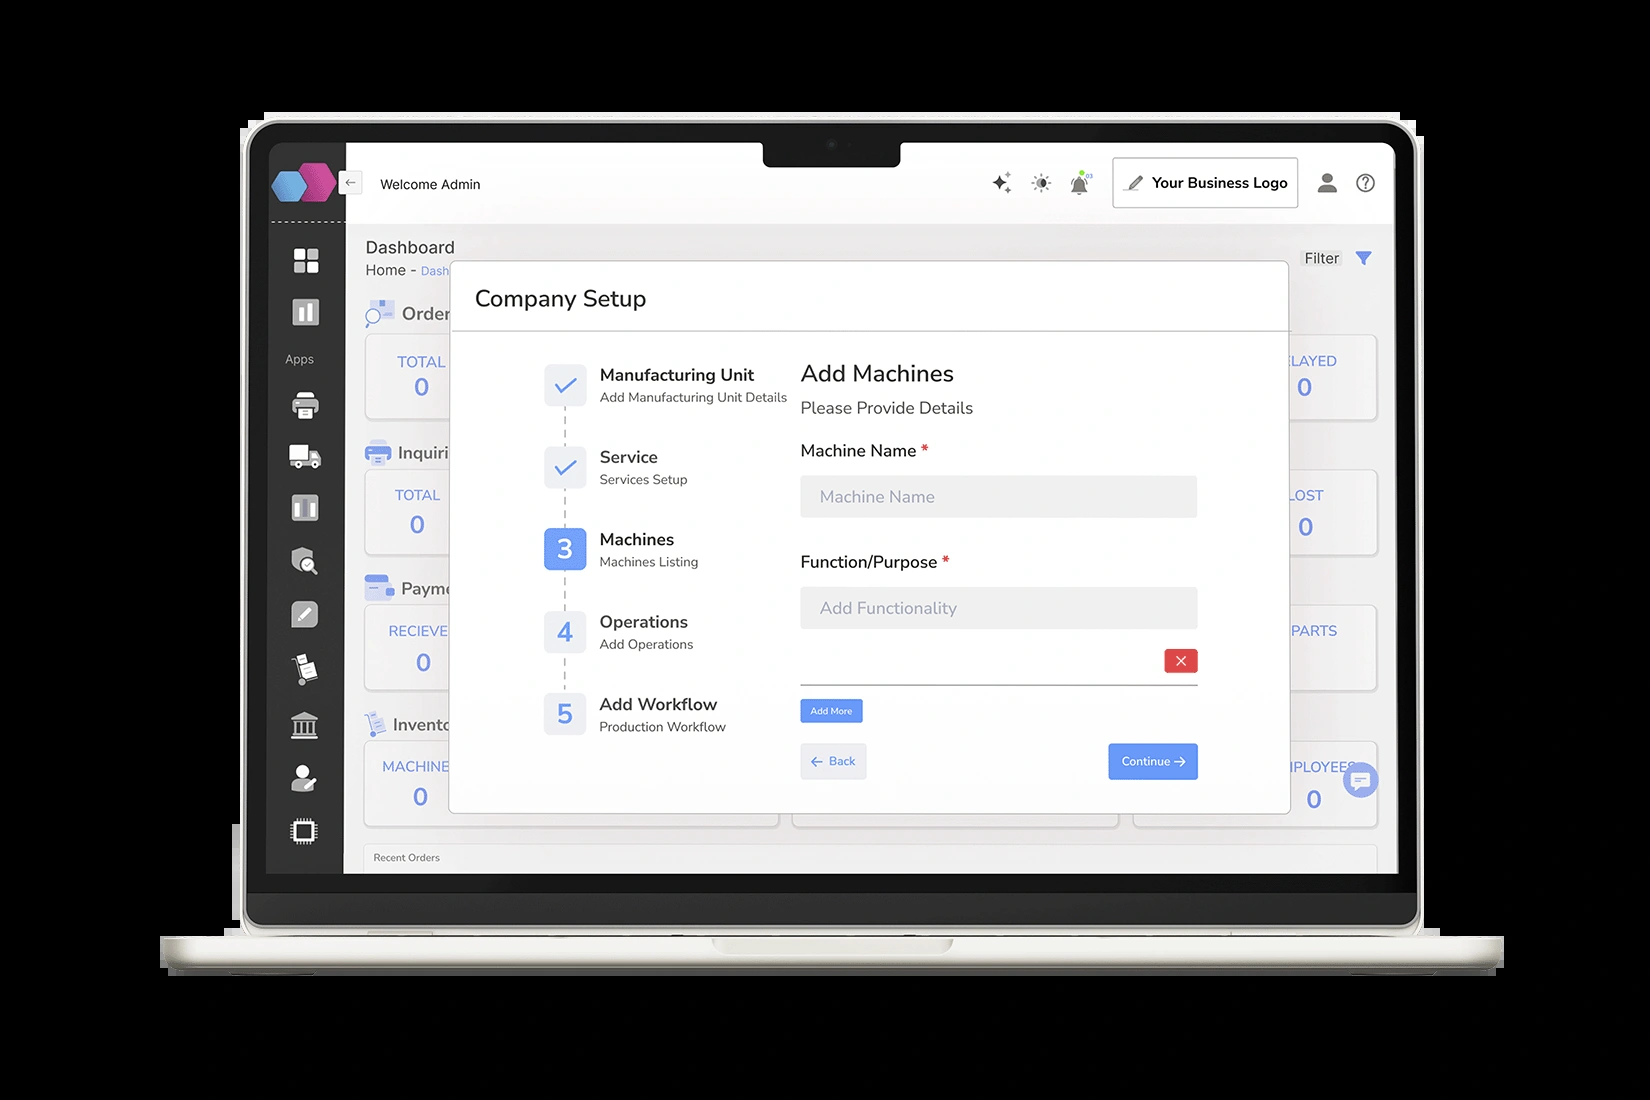 Welcome Admin
03
Your Business Logo
Dashboard
Home - Dash
Filter
Apps
Order
TOTAL
0
LAYED
0
Inquiri
TOTAL
0
LOST
0
Payme
RECIEVE
0
PARTS
Invento
MACHINE
0
PLOYEES
0
Recent Orders
Company Setup
Manufacturing Unit
Add Manufacturing Unit Details
Service
Services Setup
3
Machines
Machines Listing
4
Operations
Add Operations
5
Add Workflow
Production Workflow
Add Machines
Please Provide Details
Machine Name *
Machine Name
Function/Purpose *
Add Functionality
Add More
← Back
Continue →